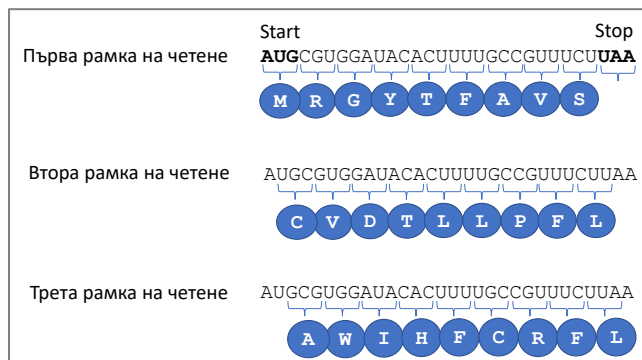 Start Stop
Първа рамка на четене AUGCGUGGAUACACUUUUGCCGUUUCUUAA
M R G Y T F A V S
Втора рамка на четене AUGCGUGGAUACACUUUUGCCGUUUCUUAA
C V D T L L P F L
Трета рамка на четене AUGCGUGGAUACACUUUUGCCGUUUCUUAA
A W I H F C R F L